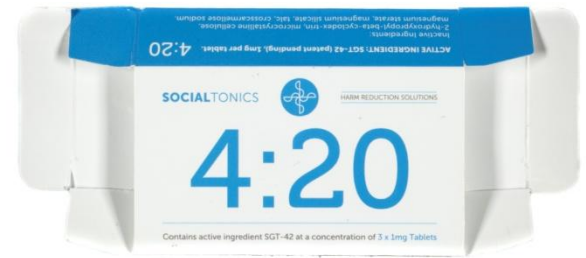 ACTIVE INGREDIENT: SGT-42 (patent pending), 1mg per tablet. 4:20
Inactive ingredients:
2-hydroxypropyl-beta-cyclodex-trin, microcrystalline cellulose,
magnesium sterate, magnesium silicate, talc, croscarmellose sodium.
SOCIALTONICS
HARM REDUCTION SOLUTIONS
4:20
Contains active ingredient SGT-42 at a concentration of 3 x 1mg Tablets